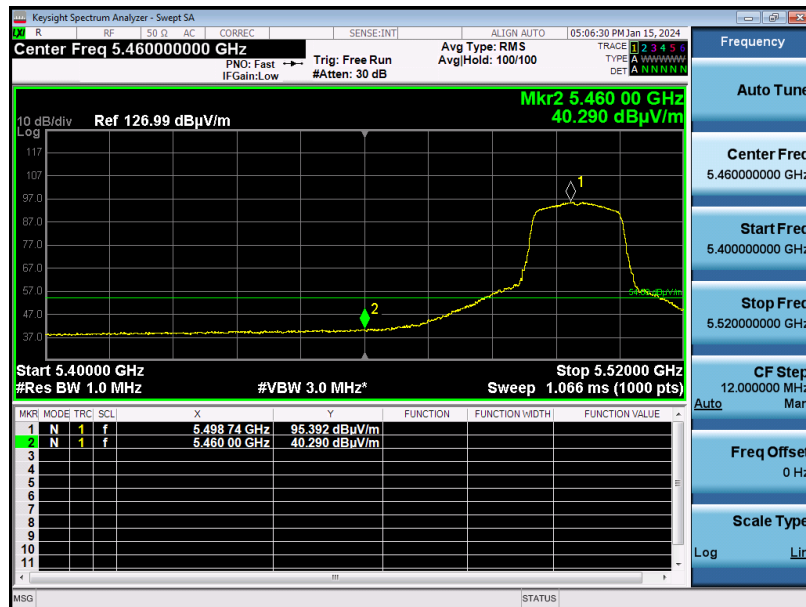 Keysight Spectrum Analyzer - Swept SA
LXI R RF 50 Ω AC CORREC SENSE:INT ALIGN AUTO 05:06:30 PM Jan 15, 2024
Center Freq 5.460000000 GHz
PNO: Fast
IFGain:Low
Trig: Free Run
#Atten: 30 dB
Avg Type: RMS
Avg|Hold: 100/100
TRACE 1 2 3 4 5 6
TYPE A WWWWW
DET A N N N N N
Mkr2 5.460 00 GHz
40.290 dBμV/m
10 dB/div Ref 126.99 dBμV/m
Log
117
107
97.0
87.0
77.0
67.0
57.0
47.0
37.0
1
2
Start 5.40000 GHz Stop 5.52000 GHz
#Res BW 1.0 MHz #VBW 3.0 MHz* Sweep 1.066 ms (1000 pts)
MKR MODE TRC SCL X Y FUNCTION FUNCTION WIDTH FUNCTION VALUE
1 N 1 f 5.498 74 GHz 95.392 dBμV/m
2 N 1 f 5.460 00 GHz 40.290 dBμV/m
3
4
5
6
7
8
9
10
11
MSG STATUS
Frequency
Auto Tune
Center Freq
5.460000000 GHz
Start Freq
5.400000000 GHz
Stop Freq
5.520000000 GHz
CF Step
12.000000 MHz
Auto Man
Freq Offset
0 Hz
Scale Type
Log Lin